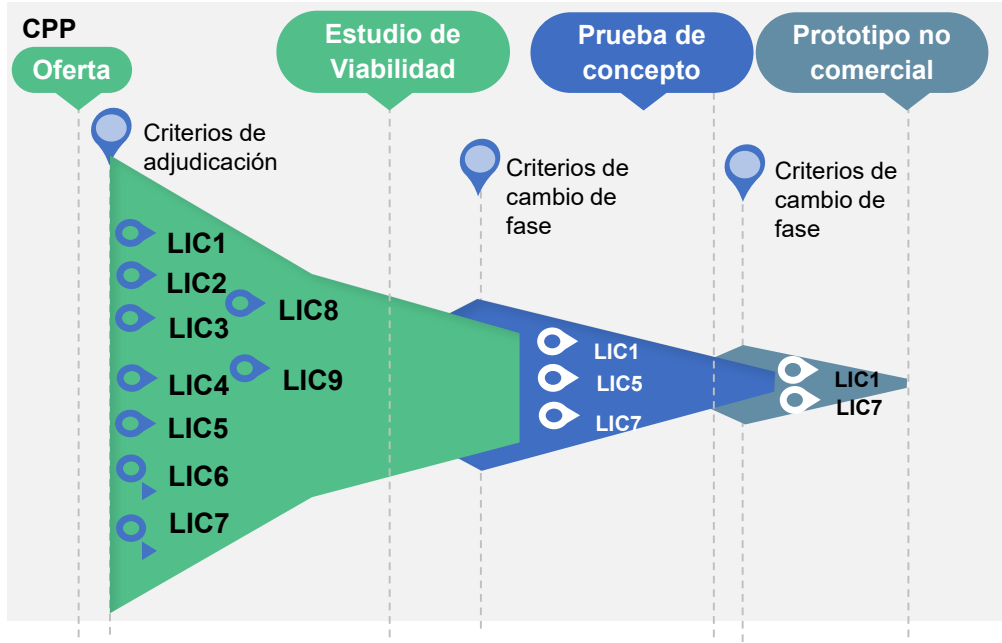 CPP
Oferta
Estudio de
Viabilidad
Prueba de
concepto
Prototipo no
comercial
Criterios de
adjudicación
Criterios de
cambio de
fase
Criterios de
cambio de
fase
LIC1
LIC2
LIC3
LIC4
LIC5
LIC6
LIC7
LIC8
LIC9
LIC1
LIC5
LIC7
LIC1
LIC7